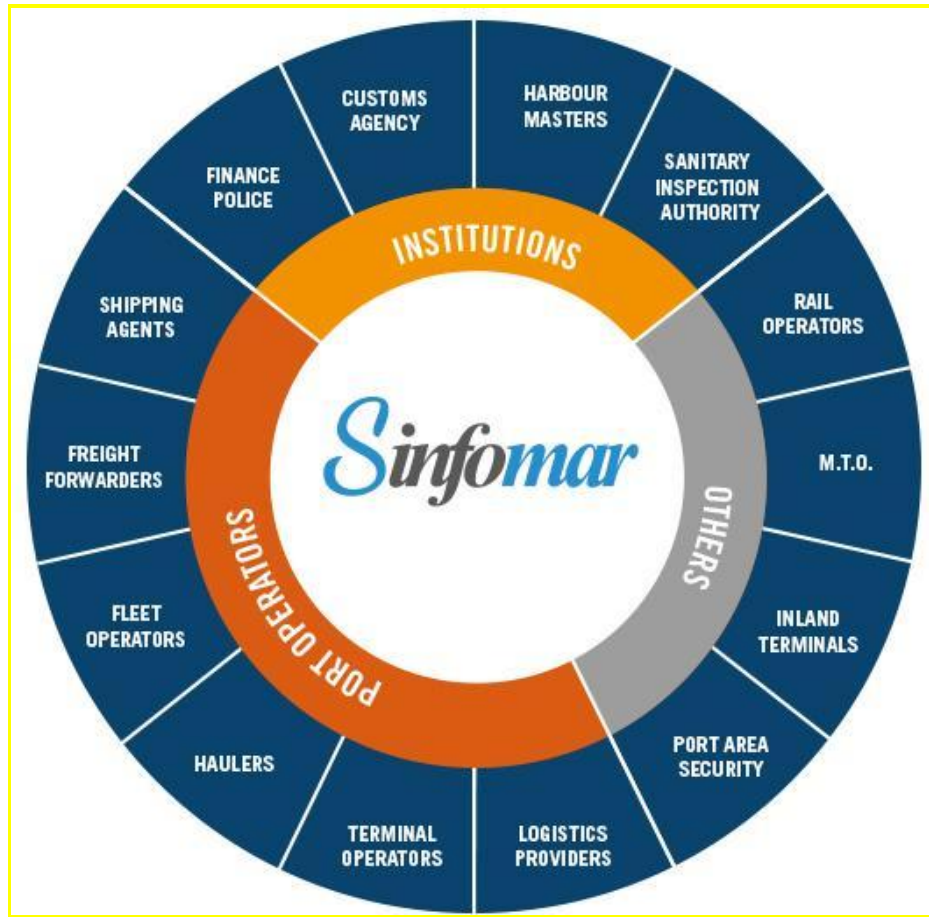 CUSTOMS
AGENCY
HARBOUR
MASTERS
SANITARY
INSPECTION
AUTHORITY
RAIL
OPERATORS
M.T.O.
INLAND
TERMINALS
PORT AREA
SECURITY
LOGISTICS
PROVIDERS
TERMINAL
OPERATORS
HAULERS
FLEET
OPERATORS
FREIGHT
FORWARDERS
SHIPPING
AGENTS
FINANCE
POLICE
INSTITUTIONS
OTHERS
PORT OPERATORS
Sinfomar